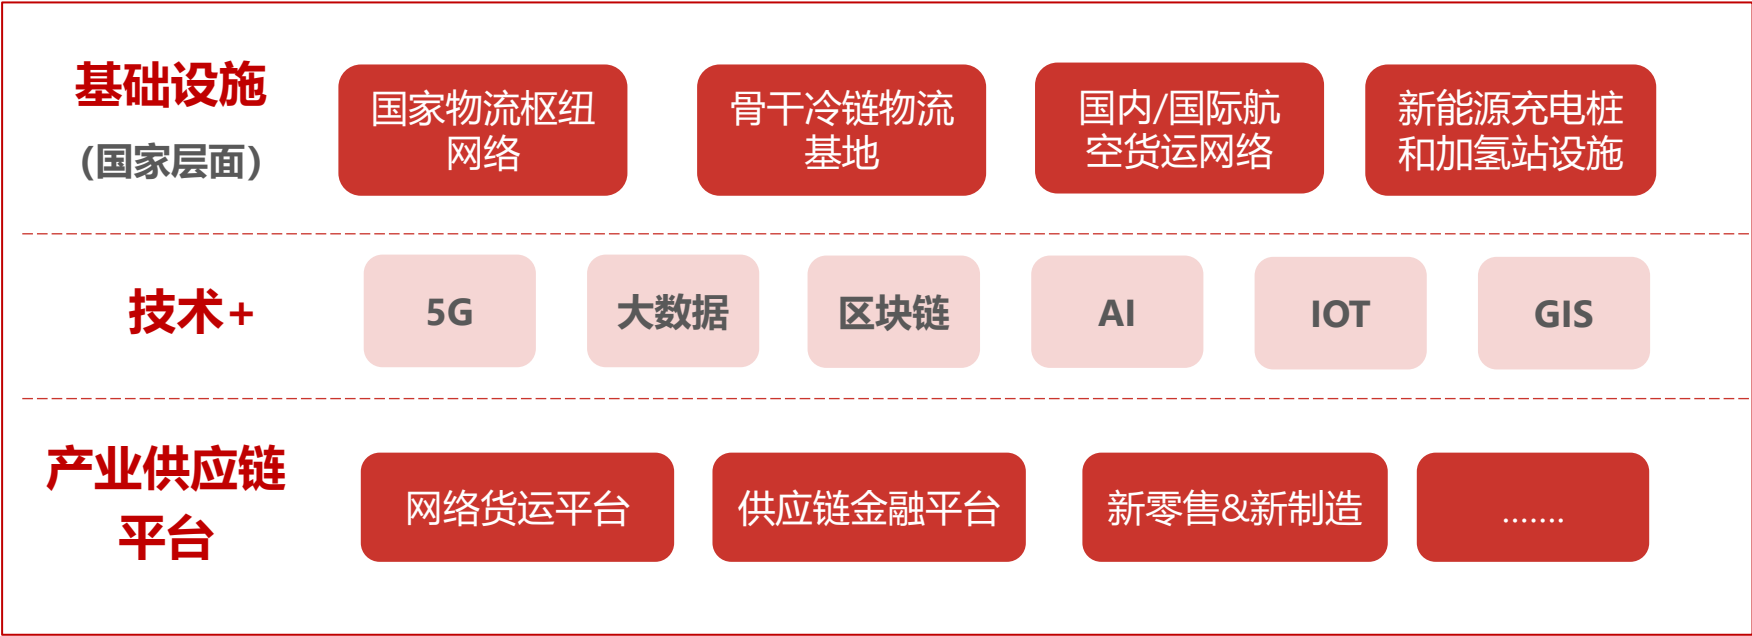 基础设施
(国家层面)
国家物流枢纽
网络
骨干冷链物流
基地
国内/国际航
空货运网络
新能源充电桩
和加氢站设施
技术+
5G
大数据
区块链
AI
IOT
GIS
产业供应链
平台
网络货运平台
供应链金融平台
新零售&新制造
.......